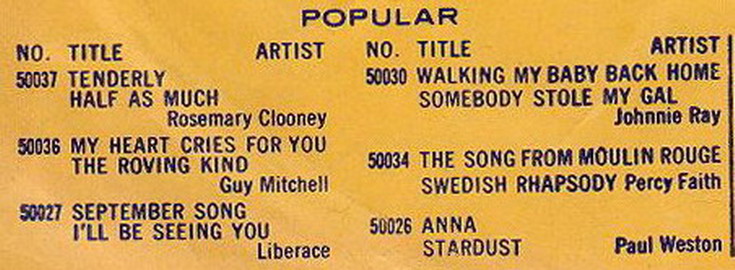 POPULAR
NO. TITLE ARTIST
50037 TENDERLY
HALF AS MUCH
Rosemary Clooney
50036 MY HEART CRIES FOR YOU
THE ROVING KIND
Guy Mitchell
50027 SEPTEMBER SONG
I'LL BE SEEING YOU
Liberace
NO. TITLE ARTIST
50030 WALKING MY BABY BACK HOME
SOMEBODY STOLE MY GAL
Johnnie Ray
50034 THE SONG FROM MOULIN ROUGE
SWEDISH RHAPSODY Percy Faith
50026 ANNA
STARDUST Paul Weston